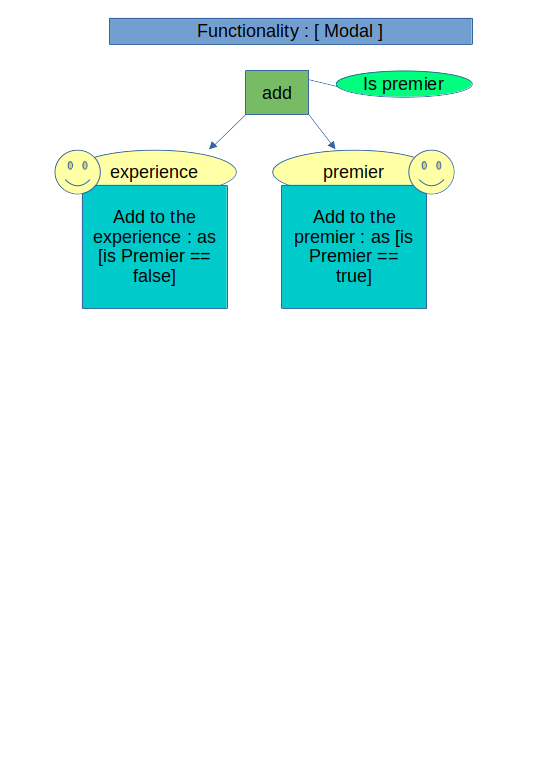 Functionality : [ Modal ]
add
Is premier
experience
premier
Add to the
experience : as
[is Premier ==
false]
Add to the
premier : as [is
Premier ==
true]